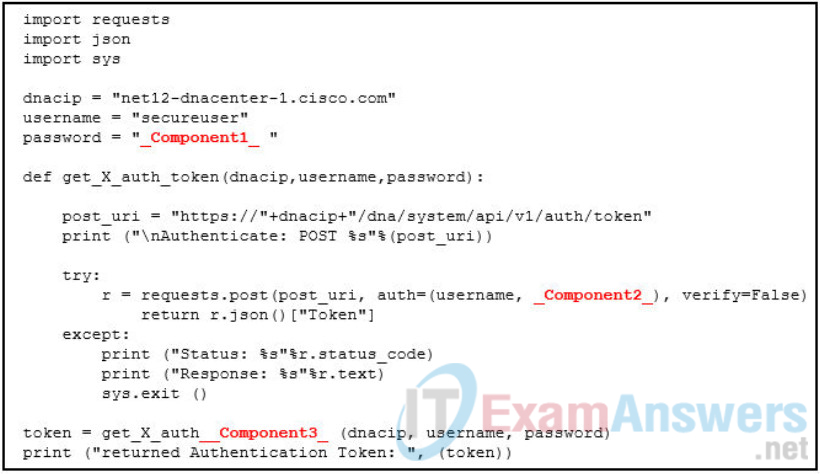 import requests
import json
import sys

dnacip = "net12-dnacenter-1.cisco.com"
username = "secureuser"
password = "_Component1_ "

def get_X_auth_token(dnacip,username,password):

    post_uri = "https://"+dnacip+"/dna/system/api/v1/auth/token"
    print ("\nAuthenticate: POST %s"%(post_uri))

    try:
        r = requests.post(post_uri, auth=(username, _Component2_), verify=False)
            return r.json()["Token"]
    except:
        print ("Status: %s"%r.status_code)
        print ("Response: %s"%r.text)
        sys.exit ()

token = get_X_auth__Component3_ (dnacip, username, password)
print ("returned Authentication Token: ", (token))
ITExamAnswers
.net